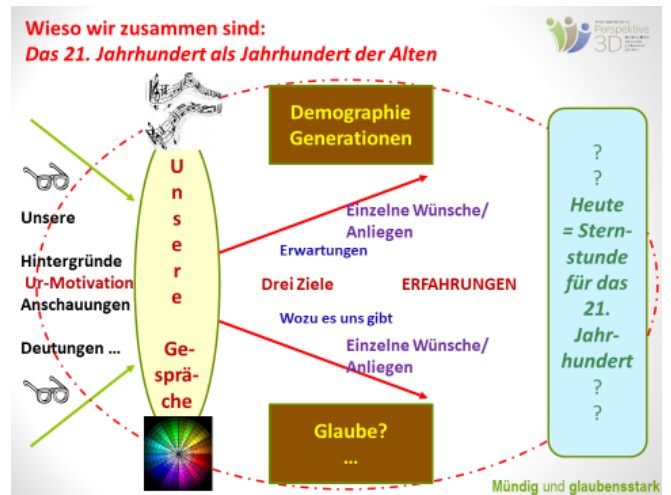 Wieso wir zusammen sind:
Das 21. Jahrhundert als Jahrhundert der Alten
Perspektive
3D
Demographie
Generationen
Unsere
Hintergründe
Ur-Motivation
Anschauungen
Deutungen ...
U
n
s
e
r
e
Ge-
sprä-
che
Einzelne Wünsche/
Anliegen
Erwartungen
Drei Ziele
ERFAHRUNGEN
Wozu es uns gibt
Einzelne Wünsche/
Anliegen
Glaube?
...
?
?
Heute
= Stern-
stunde
für das
21.
Jahr-
hundert
?
?
Mündig und glaubensstark